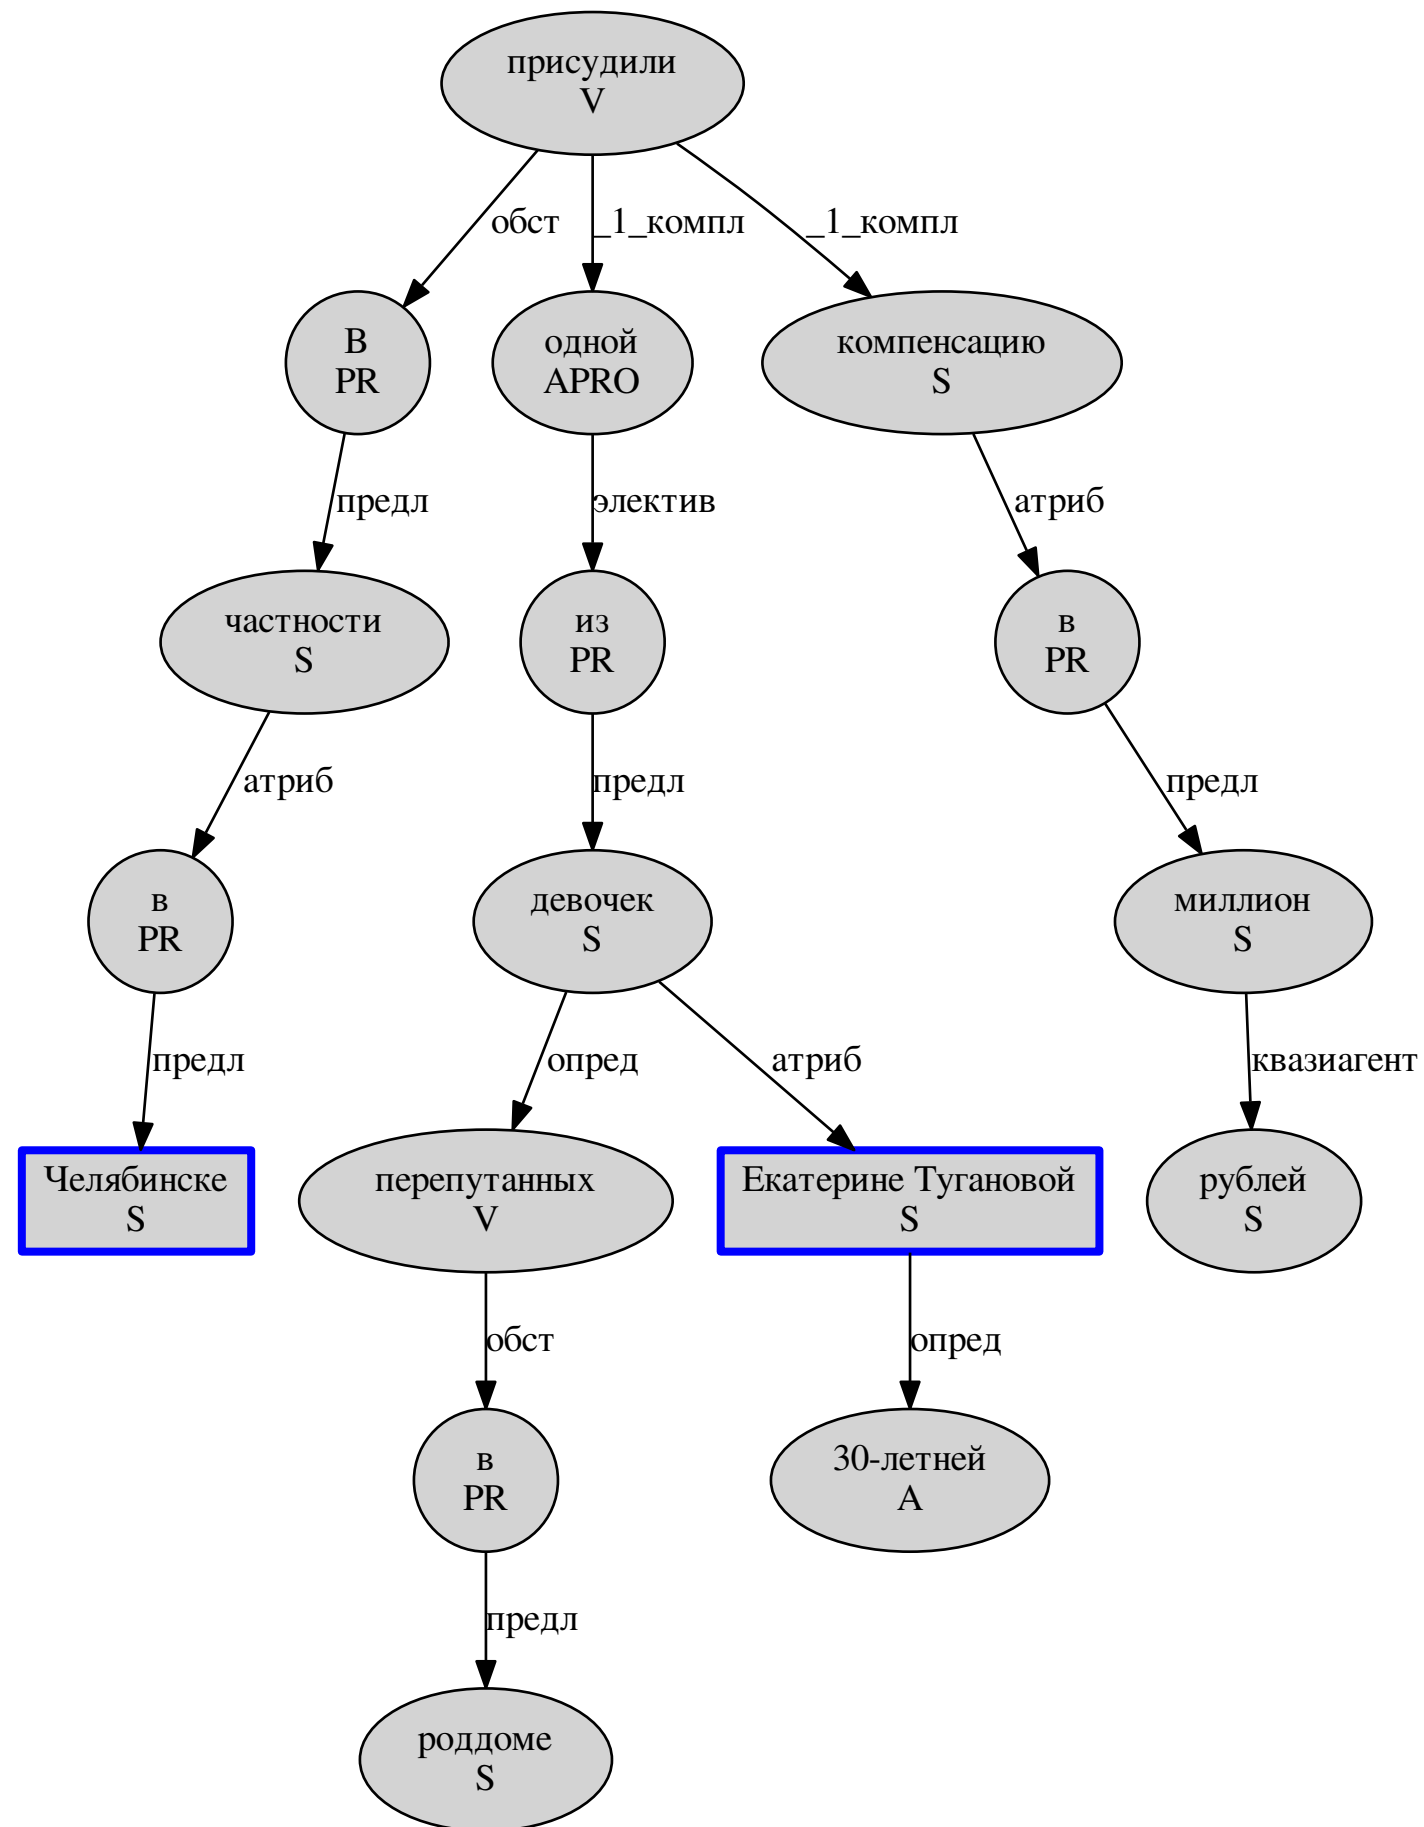 присудили
V
обст
_1_компл
_1_компл
В
PR
одной
APRO
компенсацию
S
предл
электив
атриб
частности
S
из
PR
в
PR
атриб
предл
предл
в
PR
девочек
S
миллион
S
предл
опред
атриб
квазиагент
Челябинске
S
перепутанных
V
Екатерине Тугановой
S
рублей
S
обст
опред
в
PR
30-летней
A
предл
роддоме
S